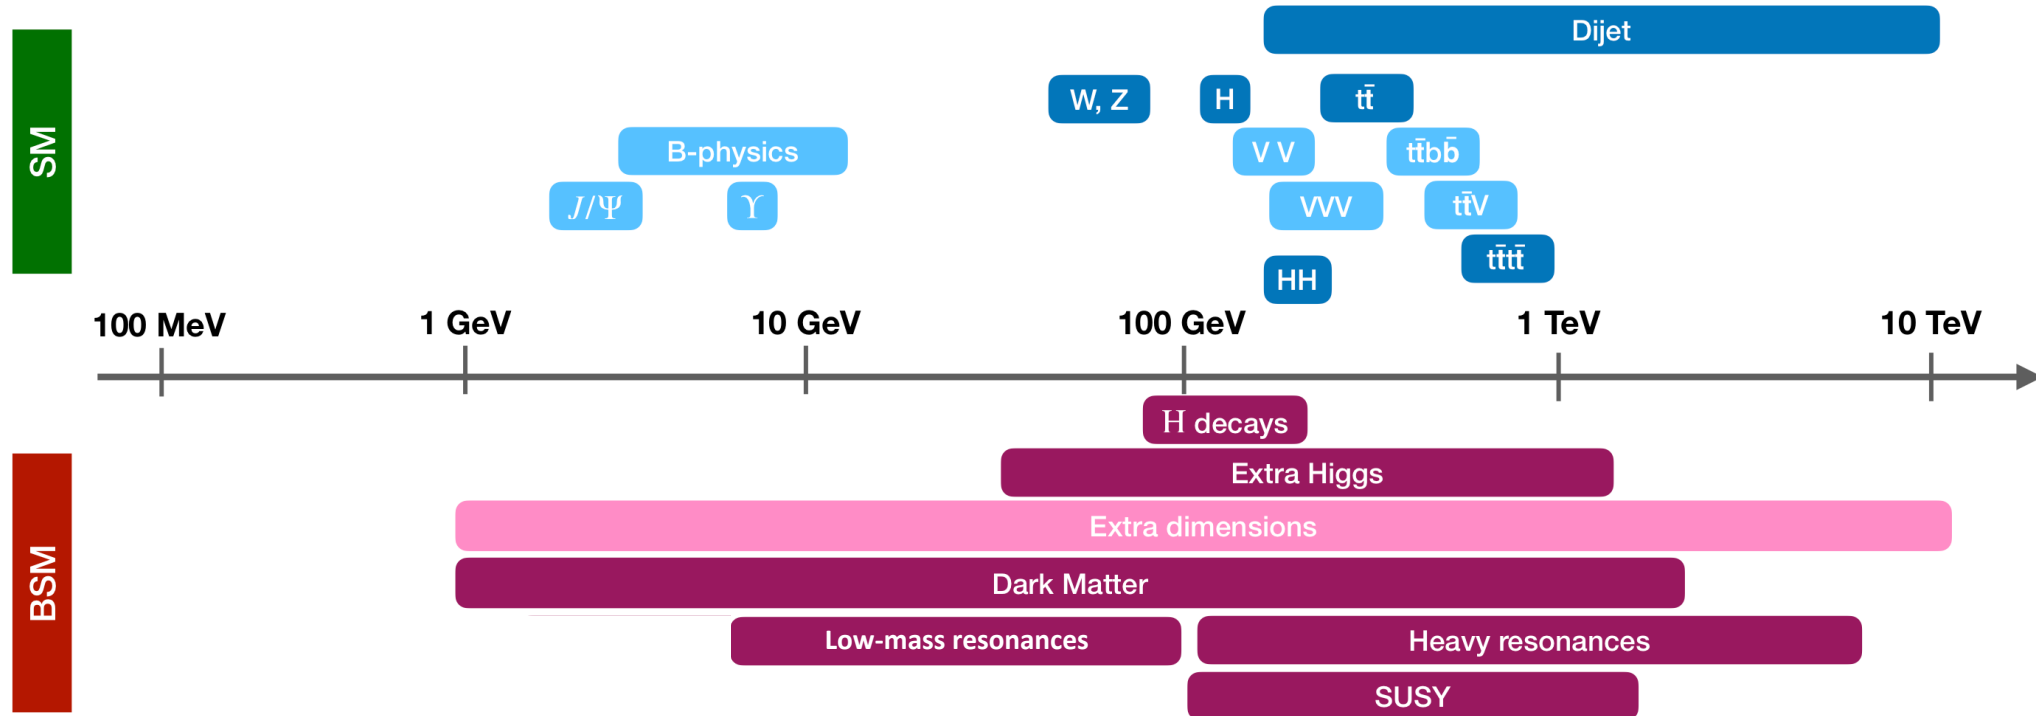 Dijet
SM
W, Z
H
tt̄
B-physics
V V
tt̄bb̄
J/Ψ
ϒ
VVV
tt̄V
tt̄tt̄
HH
100 MeV
1 GeV
10 GeV
100 GeV
1 TeV
10 TeV
H decays
BSM
Extra Higgs
Extra dimensions
Dark Matter
Low-mass resonances
Heavy resonances
SUSY